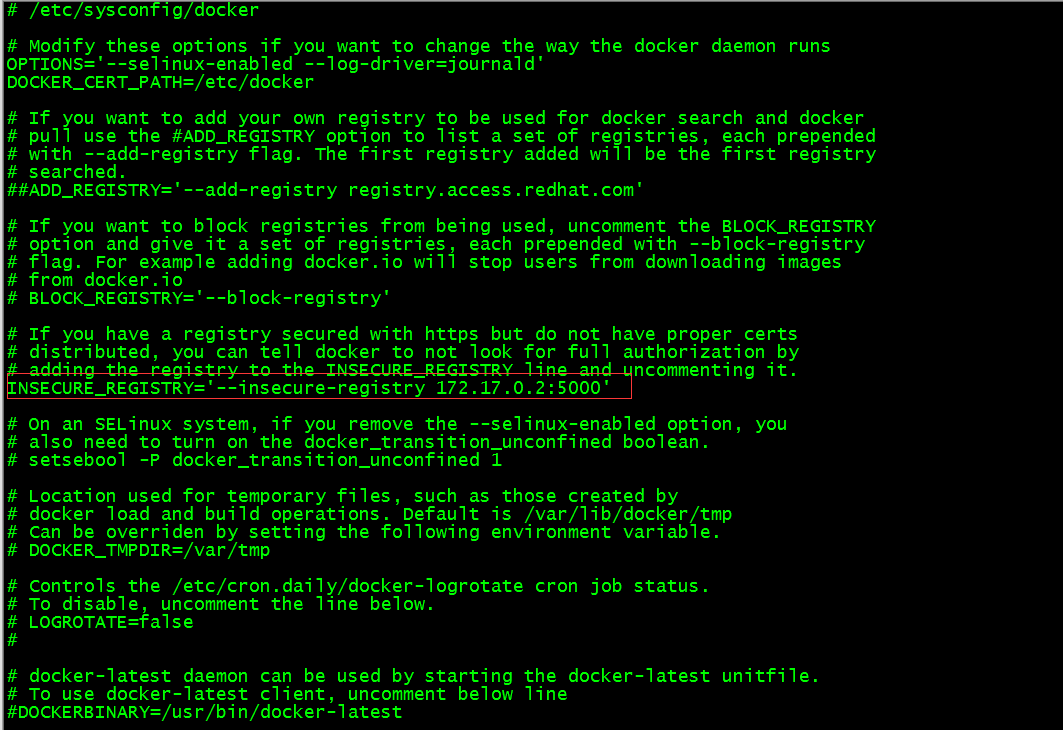 # /etc/sysconfig/docker
# Modify these options if you want to change the way the docker daemon runs
OPTIONS='--selinux-enabled --log-driver=journald'
DOCKER_CERT_PATH=/etc/docker
# If you want to add your own registry to be used for docker search and docker
# pull use the #ADD_REGISTRY option to list a set of registries, each prepended
# with --add-registry flag. The first registry added will be the first registry
# searched.
##ADD_REGISTRY='--add-registry registry.access.redhat.com'
# If you want to block registries from being used, uncomment the BLOCK_REGISTRY
# option and give it a set of registries, each prepended with --block-registry
# flag. For example adding docker.io will stop users from downloading images
# from docker.io
# BLOCK_REGISTRY='--block-registry'
# If you have a registry secured with https but do not have proper certs
# distributed, you can tell docker to not look for full authorization by
# adding the registry to the INSECURE_REGISTRY line and uncommenting it.
INSECURE_REGISTRY='--insecure-registry 172.17.0.2:5000'
# On an SELinux system, if you remove the --selinux-enabled option, you
# also need to turn on the docker_transition_unconfined boolean.
# setsebool -P docker_transition_unconfined 1
# Location used for temporary files, such as those created by
# docker load and build operations. Default is /var/lib/docker/tmp
# Can be overriden by setting the following environment variable.
# DOCKER_TMPDIR=/var/tmp
# Controls the /etc/cron.daily/docker-logrotate cron job status.
# To disable, uncomment the line below.
# LOGROTATE=false
#
# docker-latest daemon can be used by starting the docker-latest unitfile.
# To use docker-latest client, uncomment below line
#DOCKERBINARY=/usr/bin/docker-latest